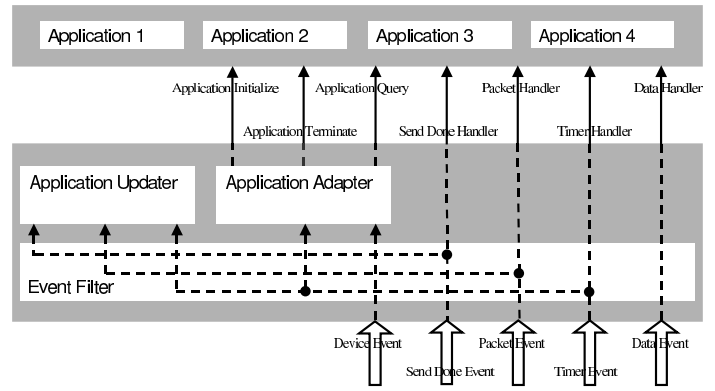 Application 1
Application 2
Application 3
Application 4
Application Initialize
Application Query
Packet Handler
Data Handler
Application Terminate
Send Done Handler
Timer Handler
Application Updater
Application Adapter
Event Filter
Device Event
Packet Event
Data Event
Send Done Event
Timer Event